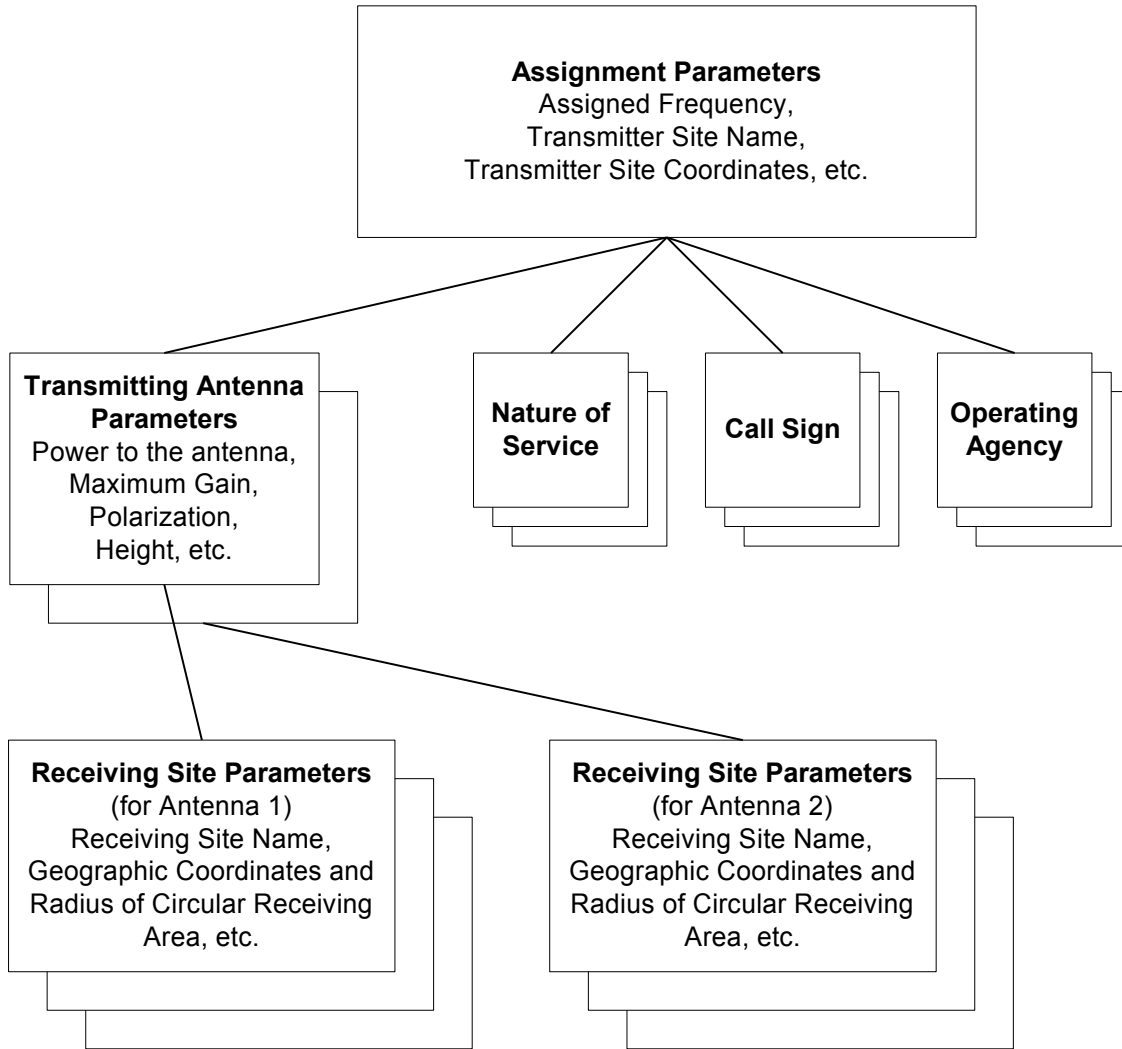 Assignment Parameters
Assigned Frequency,
Transmitter Site Name,
Transmitter Site Coordinates, etc.
Transmitting Antenna
Parameters
Power to the antenna,
Maximum Gain,
Polarization,
Height, etc.
Nature of
Service
Call Sign
Operating
Agency
Receiving Site Parameters
(for Antenna 1)
Receiving Site Name,
Geographic Coordinates and
Radius of Circular Receiving
Area, etc.
Receiving Site Parameters
(for Antenna 2)
Receiving Site Name,
Geographic Coordinates and
Radius of Circular Receiving
Area, etc.